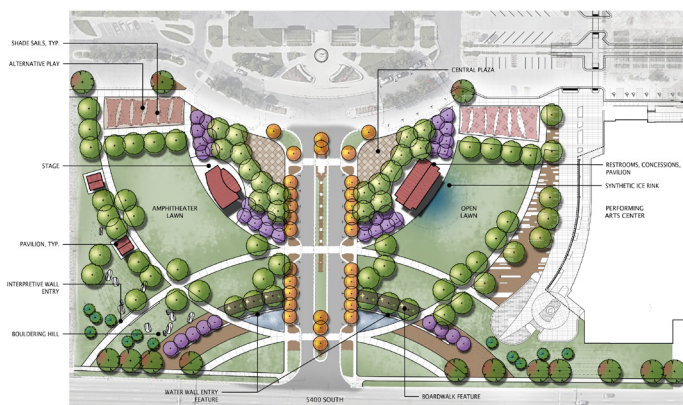 SHADE SAILS, TYP.
ALTERNATIVE PLAY
CENTRAL PLAZA
STAGE
RESTROOMS, CONCESSIONS,
PAVILION
SYNTHETIC ICE RINK
AMPHITHEATER
LAWN
OPEN
LAWN
PERFORMING
ARTS CENTER
PAVILION, TYP.
INTERPRETIVE WALL
ENTRY
BOULDERING HILL
WATER WALL ENTRY
FEATURE
5400 SOUTH
BOARDWALK FEATURE